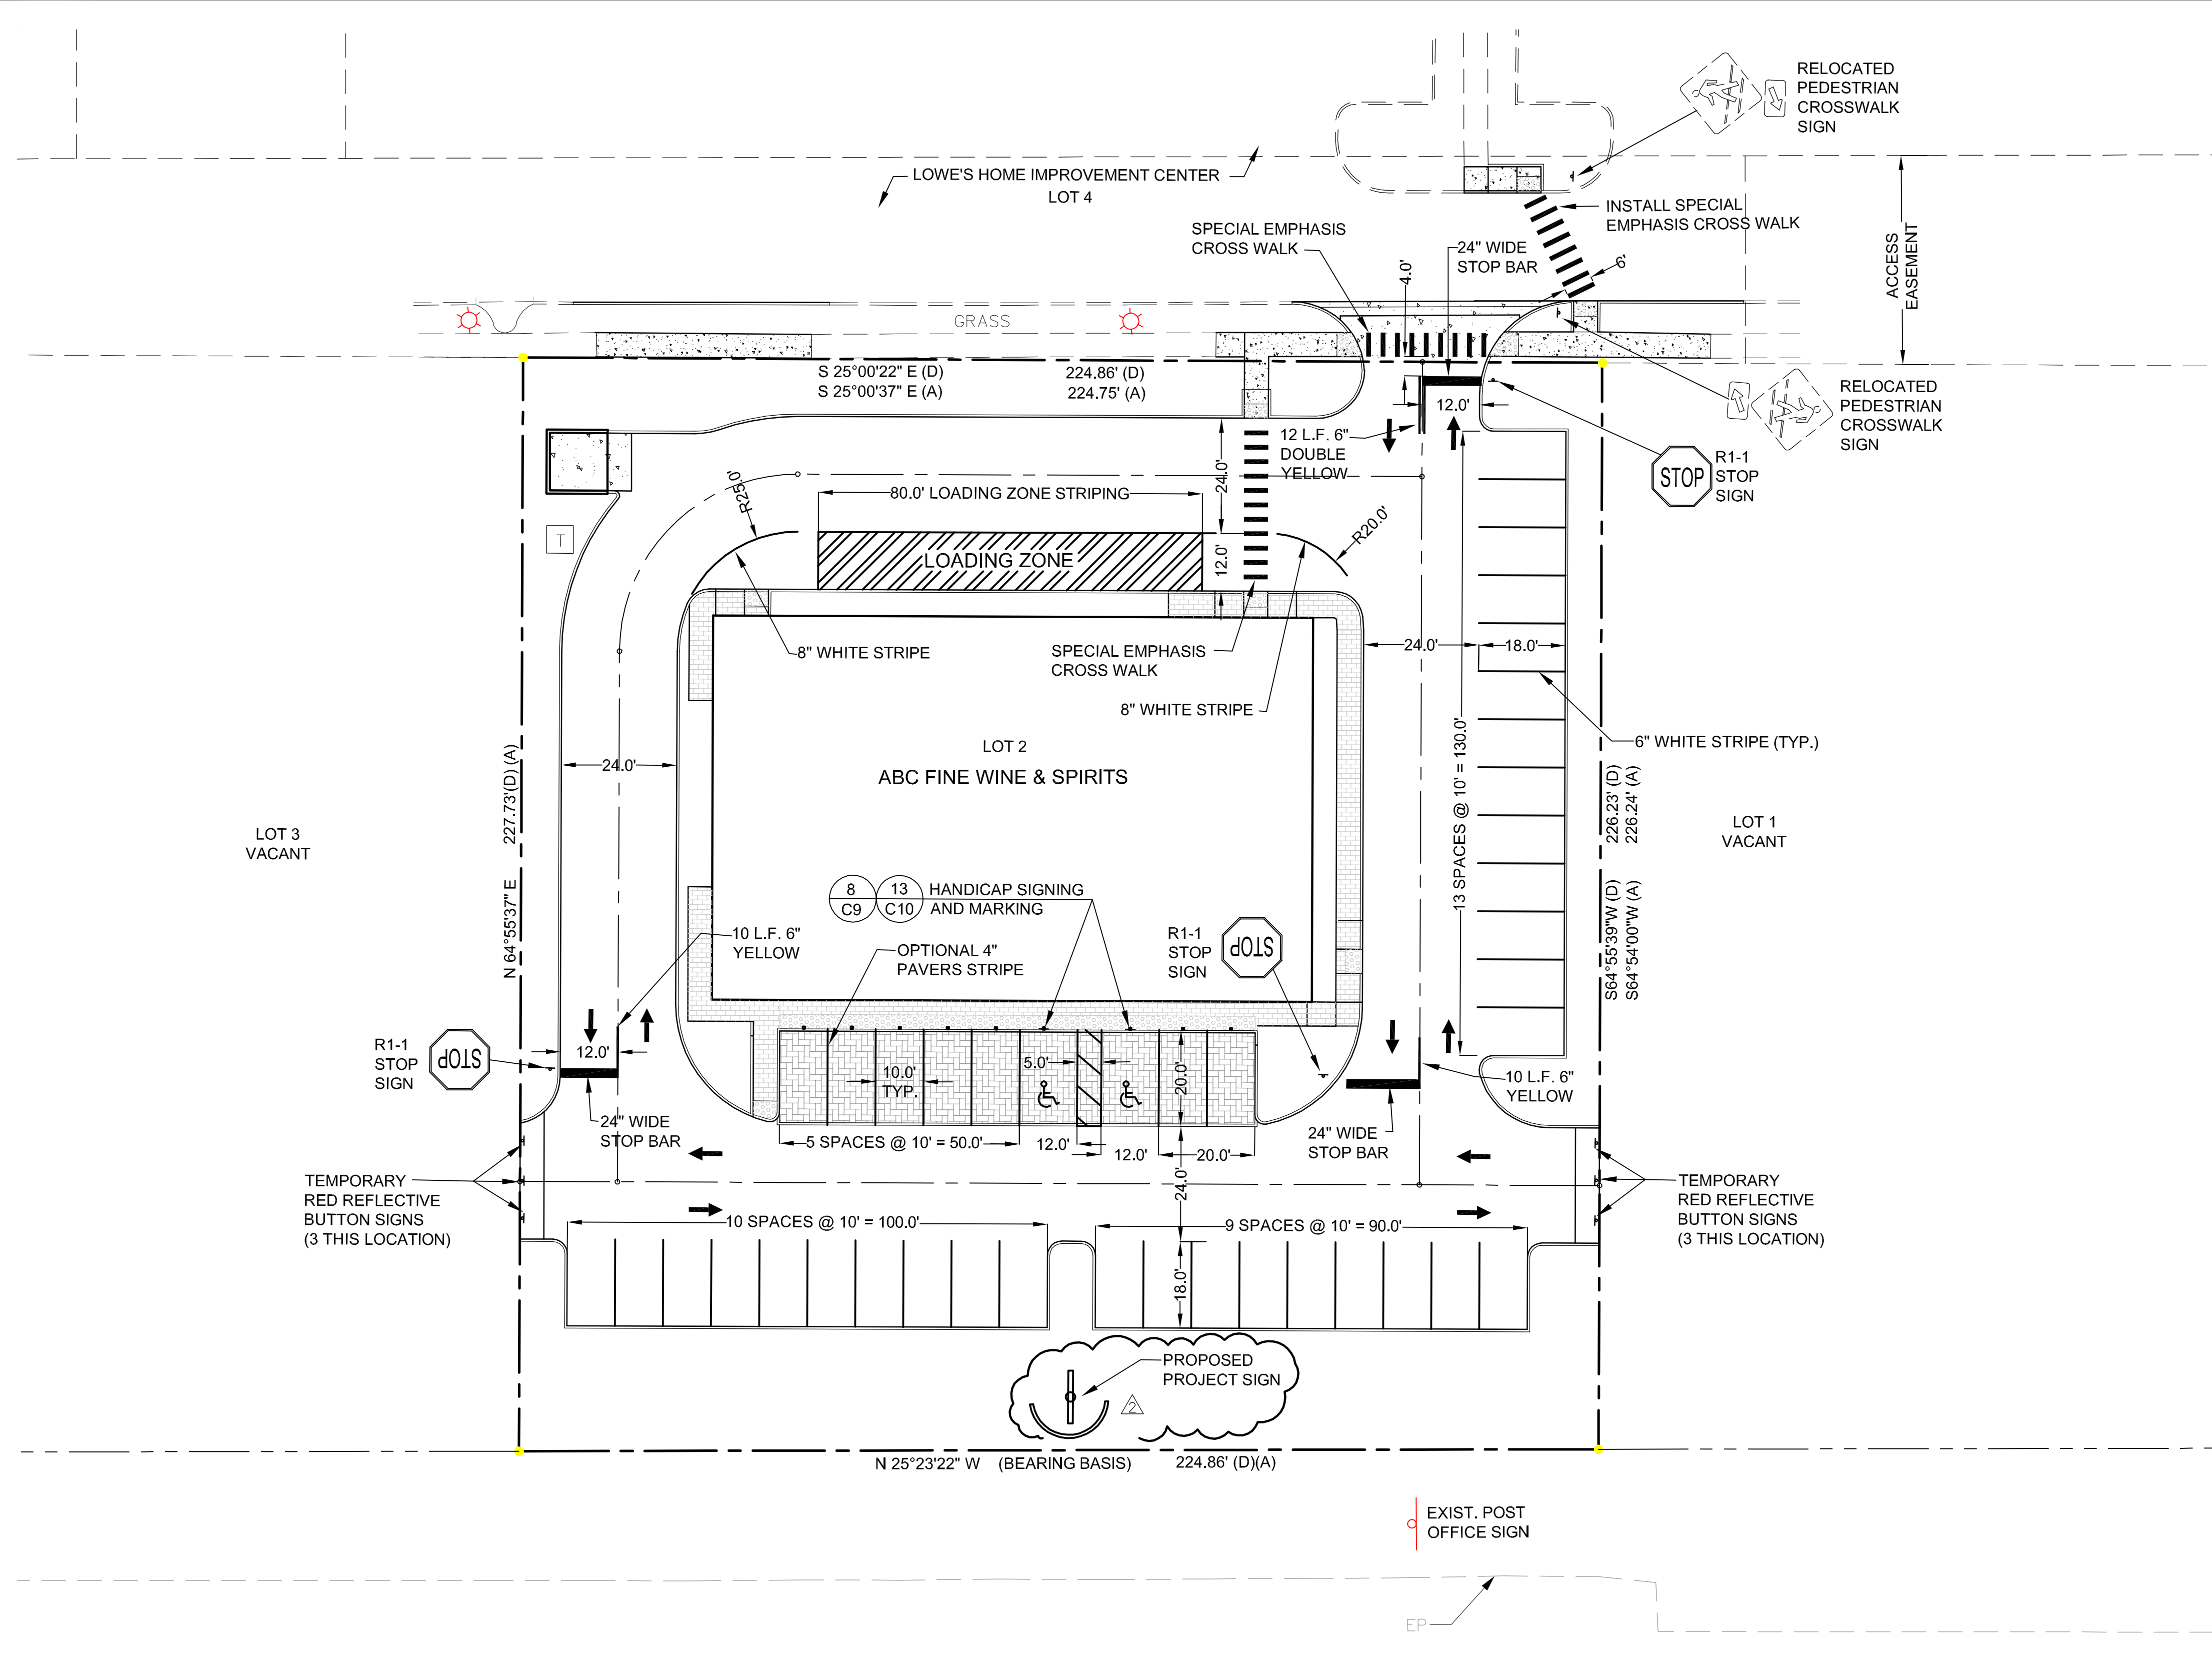 RELOCATED
PEDESTRIAN
CROSSWALK
SIGN
LOWE'S HOME IMPROVEMENT CENTER
LOT 4
INSTALL SPECIAL
EMPHASIS CROSS WALK
SPECIAL EMPHASIS
CROSS WALK
24" WIDE
STOP BAR
4.0'
6'
ACCESS
EASEMENT
GRASS
S 25°00'22" E (D)
224.86' (D)
S 25°00'37" E (A)
224.75' (A)
12.0'
RELOCATED
PEDESTRIAN
CROSSWALK
SIGN
12 L.F. 6"
DOUBLE
YELLOW
STOP
R1-1
STOP
SIGN
R25.0'
80.0' LOADING ZONE STRIPING
24.0'
R20.0'
T
LOADING ZONE
12.0'
8" WHITE STRIPE
SPECIAL EMPHASIS
CROSS WALK
24.0'
18.0'
8" WHITE STRIPE
6" WHITE STRIPE (TYP.)
LOT 2
ABC FINE WINE & SPIRITS
24.0'
N 64°55'37" E 227.73'(D) (A)
13 SPACES @ 10' = 130.0'
S64°55'39"W (D) 226.23' (D)
S64°54'00"W (A) 226.24' (A)
LOT 3
VACANT
LOT 1
VACANT
8
C9
13
C10
HANDICAP SIGNING
AND MARKING
10 L.F. 6"
YELLOW
OPTIONAL 4"
PAVERS STRIPE
R1-1
STOP
SIGN
STOP
R1-1
STOP
SIGN
STOP
12.0'
5.0'
10.0'
TYP.
20.0'
10 L.F. 6"
YELLOW
24" WIDE
STOP BAR
5 SPACES @ 10' = 50.0'
12.0'
12.0'
20.0'
24" WIDE
STOP BAR
TEMPORARY
RED REFLECTIVE
BUTTON SIGNS
(3 THIS LOCATION)
24.0'
TEMPORARY
RED REFLECTIVE
BUTTON SIGNS
(3 THIS LOCATION)
10 SPACES @ 10' = 100.0'
9 SPACES @ 10' = 90.0'
18.0'
PROPOSED
PROJECT SIGN
2
N 25°23'22" W (BEARING BASIS) 224.86' (D)(A)
EXIST. POST
OFFICE SIGN
EP